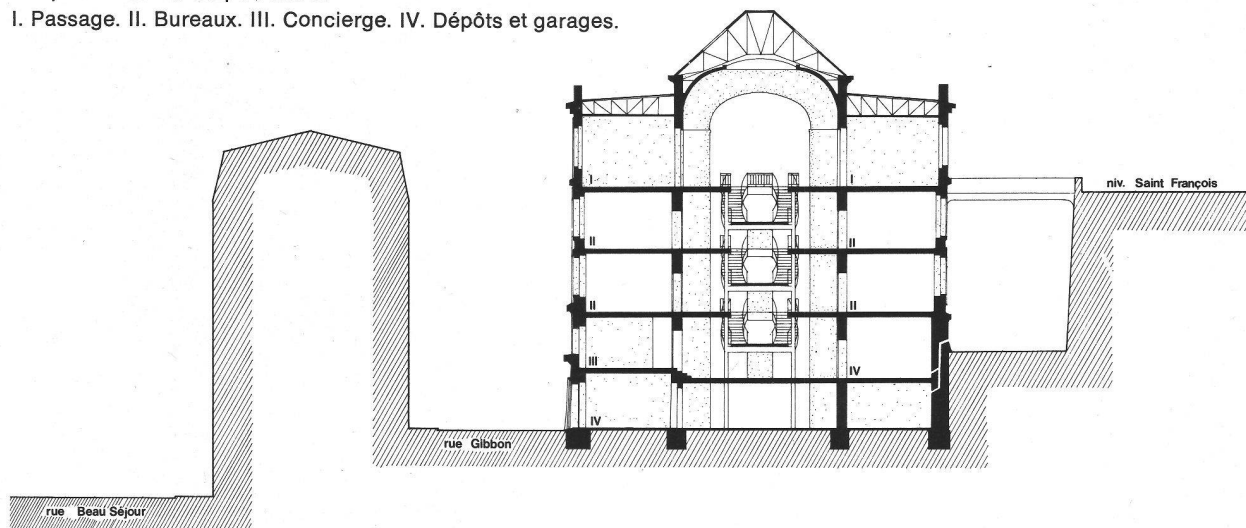 I. Passage. II. Bureaux. III. Concierge. IV. Dépôts et garages.
niv. Saint François
I I
II II
II II
III IV
IV
rue Gibbon
rue Beau Séjour